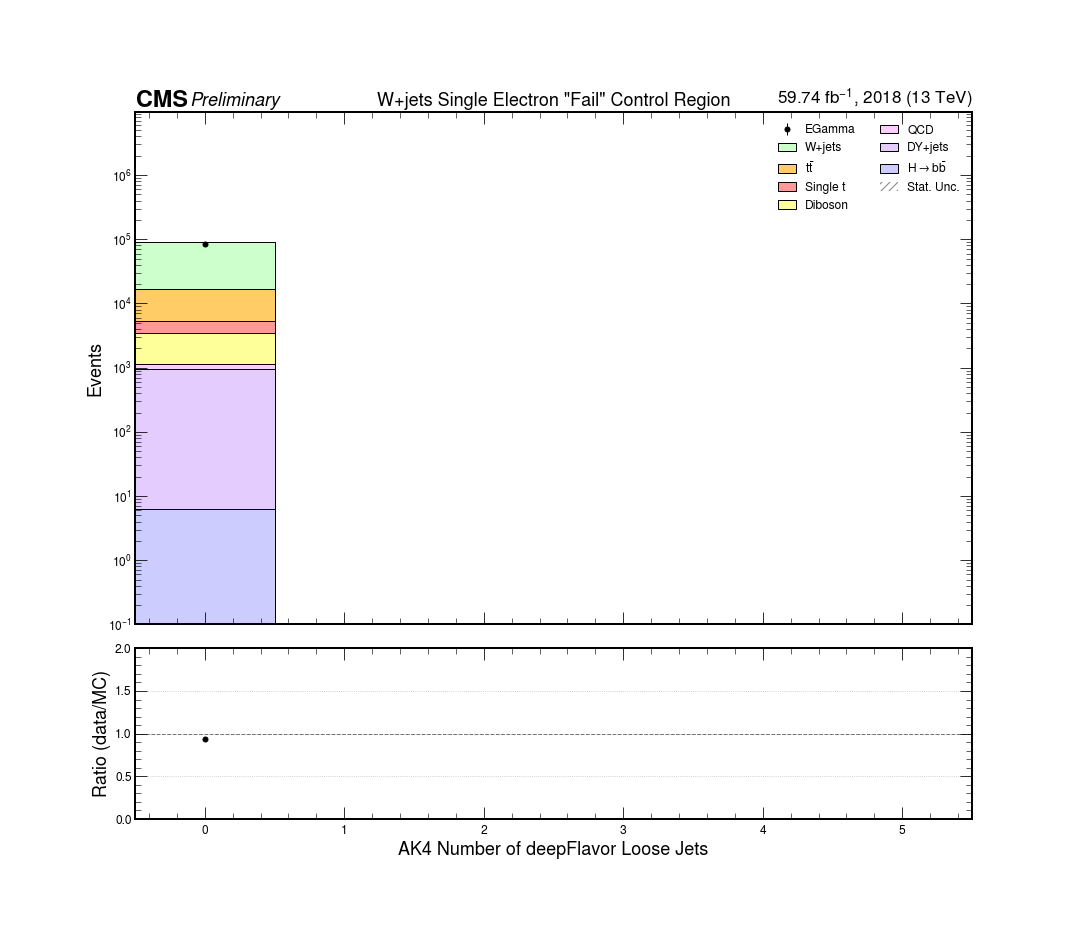 CMS Preliminary
W+jets Single Electron "Fail" Control Region
59.74 fb⁻¹, 2018 (13 TeV)
EGamma
W+jets
tt̄
Single t
Diboson
QCD
DY+jets
H→bb̄
Stat. Unc.
Events
10⁶
10⁵
10⁴
10³
10²
10¹
10⁰
10⁻¹
Ratio (data/MC)
2.0
1.5
1.0
0.5
0.0
0 1 2 3 4 5
AK4 Number of deepFlavor Loose Jets